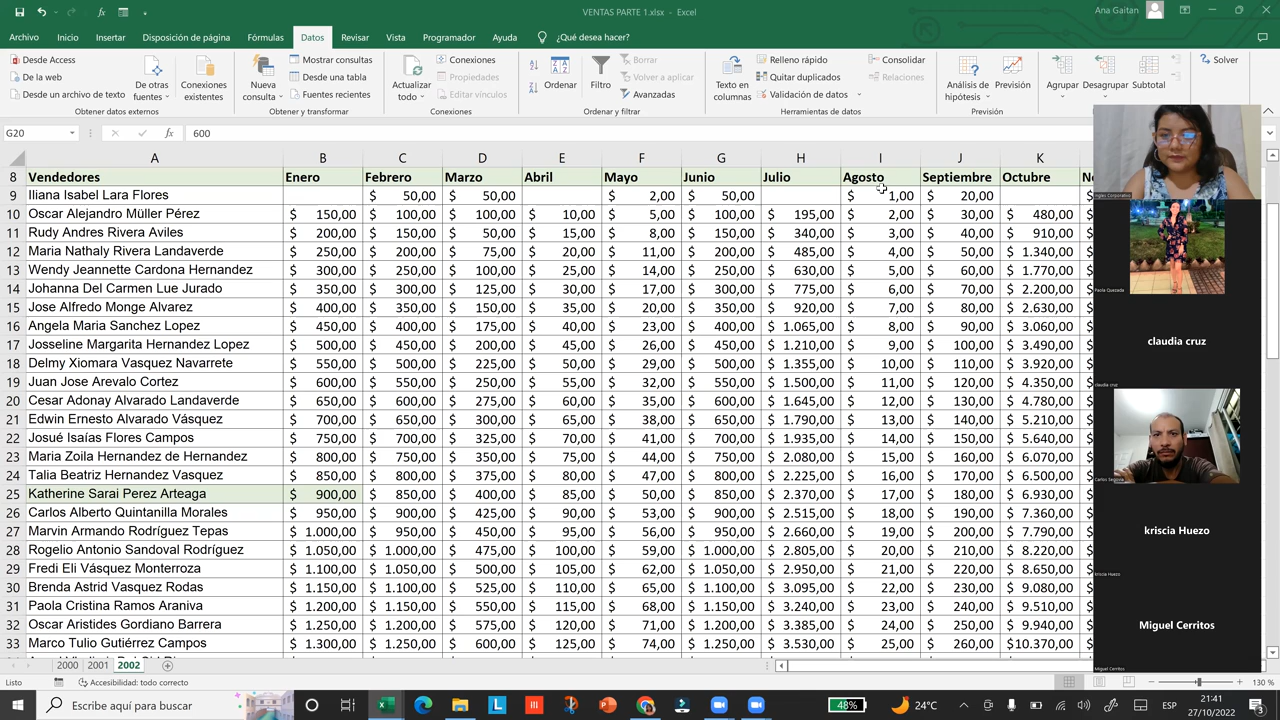 VENTAS PARTE 1.xlsx - Excel
Ana Gaitan
Archivo Inicio Insertar Disposición de página Fórmulas Datos Revisar Vista Programador Ayuda ¿Qué desea hacer?
Desde Access
De la web
Desde un archivo de texto
De otras fuentes
Conexiones existentes
Nueva consulta
Mostrar consultas
Desde una tabla
Fuentes recientes
Actualizar todo
Conexiones
Propiedades
Editar vínculos
Ordenar
Filtro
Borrar
Volver a aplicar
Avanzadas
Texto en columnas
Relleno rápido
Quitar duplicados
Validación de datos
Consolidar
Relaciones
Análisis de hipótesis
Previsión
Agrupar Desagrupar Subtotal
Solver
Obtener datos externos Obtener y transformar Conexiones Ordenar y filtrar Herramientas de datos Previsión
G20 600
A B C D E F G H I J K
8 Vendedores Enero Febrero Marzo Abril Mayo Junio Julio Agosto Septiembre Octubre
9 Iliana Isabel Lara Flores $ 50,00 $ 50,00 $ 2,00 $ 50,00 $ 1,00 $ 20,00
10 Oscar Alejandro Müller Pérez $ 150,00 $ 100,00 $ 100,00 $ 10,00 $ 5,00 $ 100,00 $ 195,00 $ 2,00 $ 30,00 $ 480,00
11 Rudy Andres Rivera Aviles $ 200,00 $ 150,00 $ 50,00 $ 15,00 $ 8,00 $ 150,00 $ 340,00 $ 3,00 $ 40,00 $ 910,00
12 Maria Nathaly Rivera Landaverde $ 250,00 $ 200,00 $ 75,00 $ 20,00 $ 11,00 $ 200,00 $ 485,00 $ 4,00 $ 50,00 $ 1.340,00
13 Wendy Jeannette Cardona Hernandez $ 300,00 $ 250,00 $ 100,00 $ 25,00 $ 14,00 $ 250,00 $ 630,00 $ 5,00 $ 60,00 $ 1.770,00
14 Johanna Del Carmen Lue Jurado $ 350,00 $ 300,00 $ 125,00 $ 30,00 $ 17,00 $ 300,00 $ 775,00 $ 6,00 $ 70,00 $ 2.200,00
15 Jose Alfredo Monge Alvarez $ 400,00 $ 350,00 $ 150,00 $ 35,00 $ 20,00 $ 350,00 $ 920,00 $ 7,00 $ 80,00 $ 2.630,00
16 Angela Maria Sanchez Lopez $ 450,00 $ 400,00 $ 175,00 $ 40,00 $ 23,00 $ 400,00 $ 1.065,00 $ 8,00 $ 90,00 $ 3.060,00
17 Josseline Margarita Hernandez Lopez $ 500,00 $ 450,00 $ 200,00 $ 45,00 $ 26,00 $ 450,00 $ 1.210,00 $ 9,00 $ 100,00 $ 3.490,00
18 Delmy Xiomara Vasquez Navarrete $ 550,00 $ 500,00 $ 225,00 $ 50,00 $ 29,00 $ 500,00 $ 1.355,00 $ 10,00 $ 110,00 $ 3.920,00
19 Juan Jose Arevalo Cortez $ 600,00 $ 550,00 $ 250,00 $ 55,00 $ 32,00 $ 550,00 $ 1.500,00 $ 11,00 $ 120,00 $ 4.350,00
20 Cesar Adonay Alvarado Landaverde $ 650,00 $ 600,00 $ 275,00 $ 60,00 $ 35,00 $ 600,00 $ 1.645,00 $ 12,00 $ 130,00 $ 4.780,00
21 Edwin Ernesto Alvarado Vásquez $ 700,00 $ 650,00 $ 300,00 $ 65,00 $ 38,00 $ 650,00 $ 1.790,00 $ 13,00 $ 140,00 $ 5.210,00
22 Josué Isaías Flores Campos $ 750,00 $ 700,00 $ 325,00 $ 70,00 $ 41,00 $ 700,00 $ 1.935,00 $ 14,00 $ 150,00 $ 5.640,00
23 Maria Zoila Hernandez de Hernandez $ 800,00 $ 750,00 $ 350,00 $ 75,00 $ 44,00 $ 750,00 $ 2.080,00 $ 15,00 $ 160,00 $ 6.070,00
24 Talia Beatriz Hernandez Vasquez $ 850,00 $ 800,00 $ 375,00 $ 80,00 $ 47,00 $ 800,00 $ 2.225,00 $ 16,00 $ 170,00 $ 6.500,00
25 Katherine Sarai Perez Arteaga $ 900,00 $ 850,00 $ 400,00 $ 85,00 $ 50,00 $ 850,00 $ 2.370,00 $ 17,00 $ 180,00 $ 6.930,00
26 Carlos Alberto Quintanilla Morales $ 950,00 $ 900,00 $ 425,00 $ 90,00 $ 53,00 $ 900,00 $ 2.515,00 $ 18,00 $ 190,00 $ 7.360,00
27 Marvin Armando Rodríguez Tepas $ 1.000,00 $ 950,00 $ 450,00 $ 95,00 $ 56,00 $ 950,00 $ 2.660,00 $ 19,00 $ 200,00 $ 7.790,00
28 Rogelio Antonio Sandoval Rodríguez $ 1.050,00 $ 1.000,00 $ 475,00 $ 100,00 $ 59,00 $ 1.000,00 $ 2.805,00 $ 20,00 $ 210,00 $ 8.220,00
29 Fredi Eli Vásquez Monterroza $ 1.100,00 $ 1.050,00 $ 500,00 $ 105,00 $ 62,00 $ 1.050,00 $ 2.950,00 $ 21,00 $ 220,00 $ 8.650,00
30 Brenda Astrid Vasquez Rodas $ 1.150,00 $ 1.100,00 $ 525,00 $ 110,00 $ 65,00 $ 1.100,00 $ 3.095,00 $ 22,00 $ 230,00 $ 9.080,00
31 Paola Cristina Ramos Araniva $ 1.200,00 $ 1.150,00 $ 550,00 $ 115,00 $ 68,00 $ 1.150,00 $ 3.240,00 $ 23,00 $ 240,00 $ 9.510,00
32 Oscar Aristides Gordiano Barrera $ 1.250,00 $ 1.200,00 $ 575,00 $ 120,00 $ 71,00 $ 1.200,00 $ 3.385,00 $ 24,00 $ 250,00 $ 9.940,00
33 Marco Tulio Gutiérrez Campos $ 1.300,00 $ 1.250,00 $ 600,00 $ 125,00 $ 74,00 $ 1.250,00 $ 3.530,00 $ 25,00 $ 260,00 $10.370,00
Inglés Corporativo
Paola Quezada
claudia cruz
claudia cruz
Carlos Segovia
kriscia Huezo
kriscia Huezo
Miguel Cerritos
Miguel Cerritos
2000 2001 2002
Listo Accesibilidad: todo correcto 130 %
Escribe aquí para buscar 48% 24°C ESP 21:41
27/10/2022 3